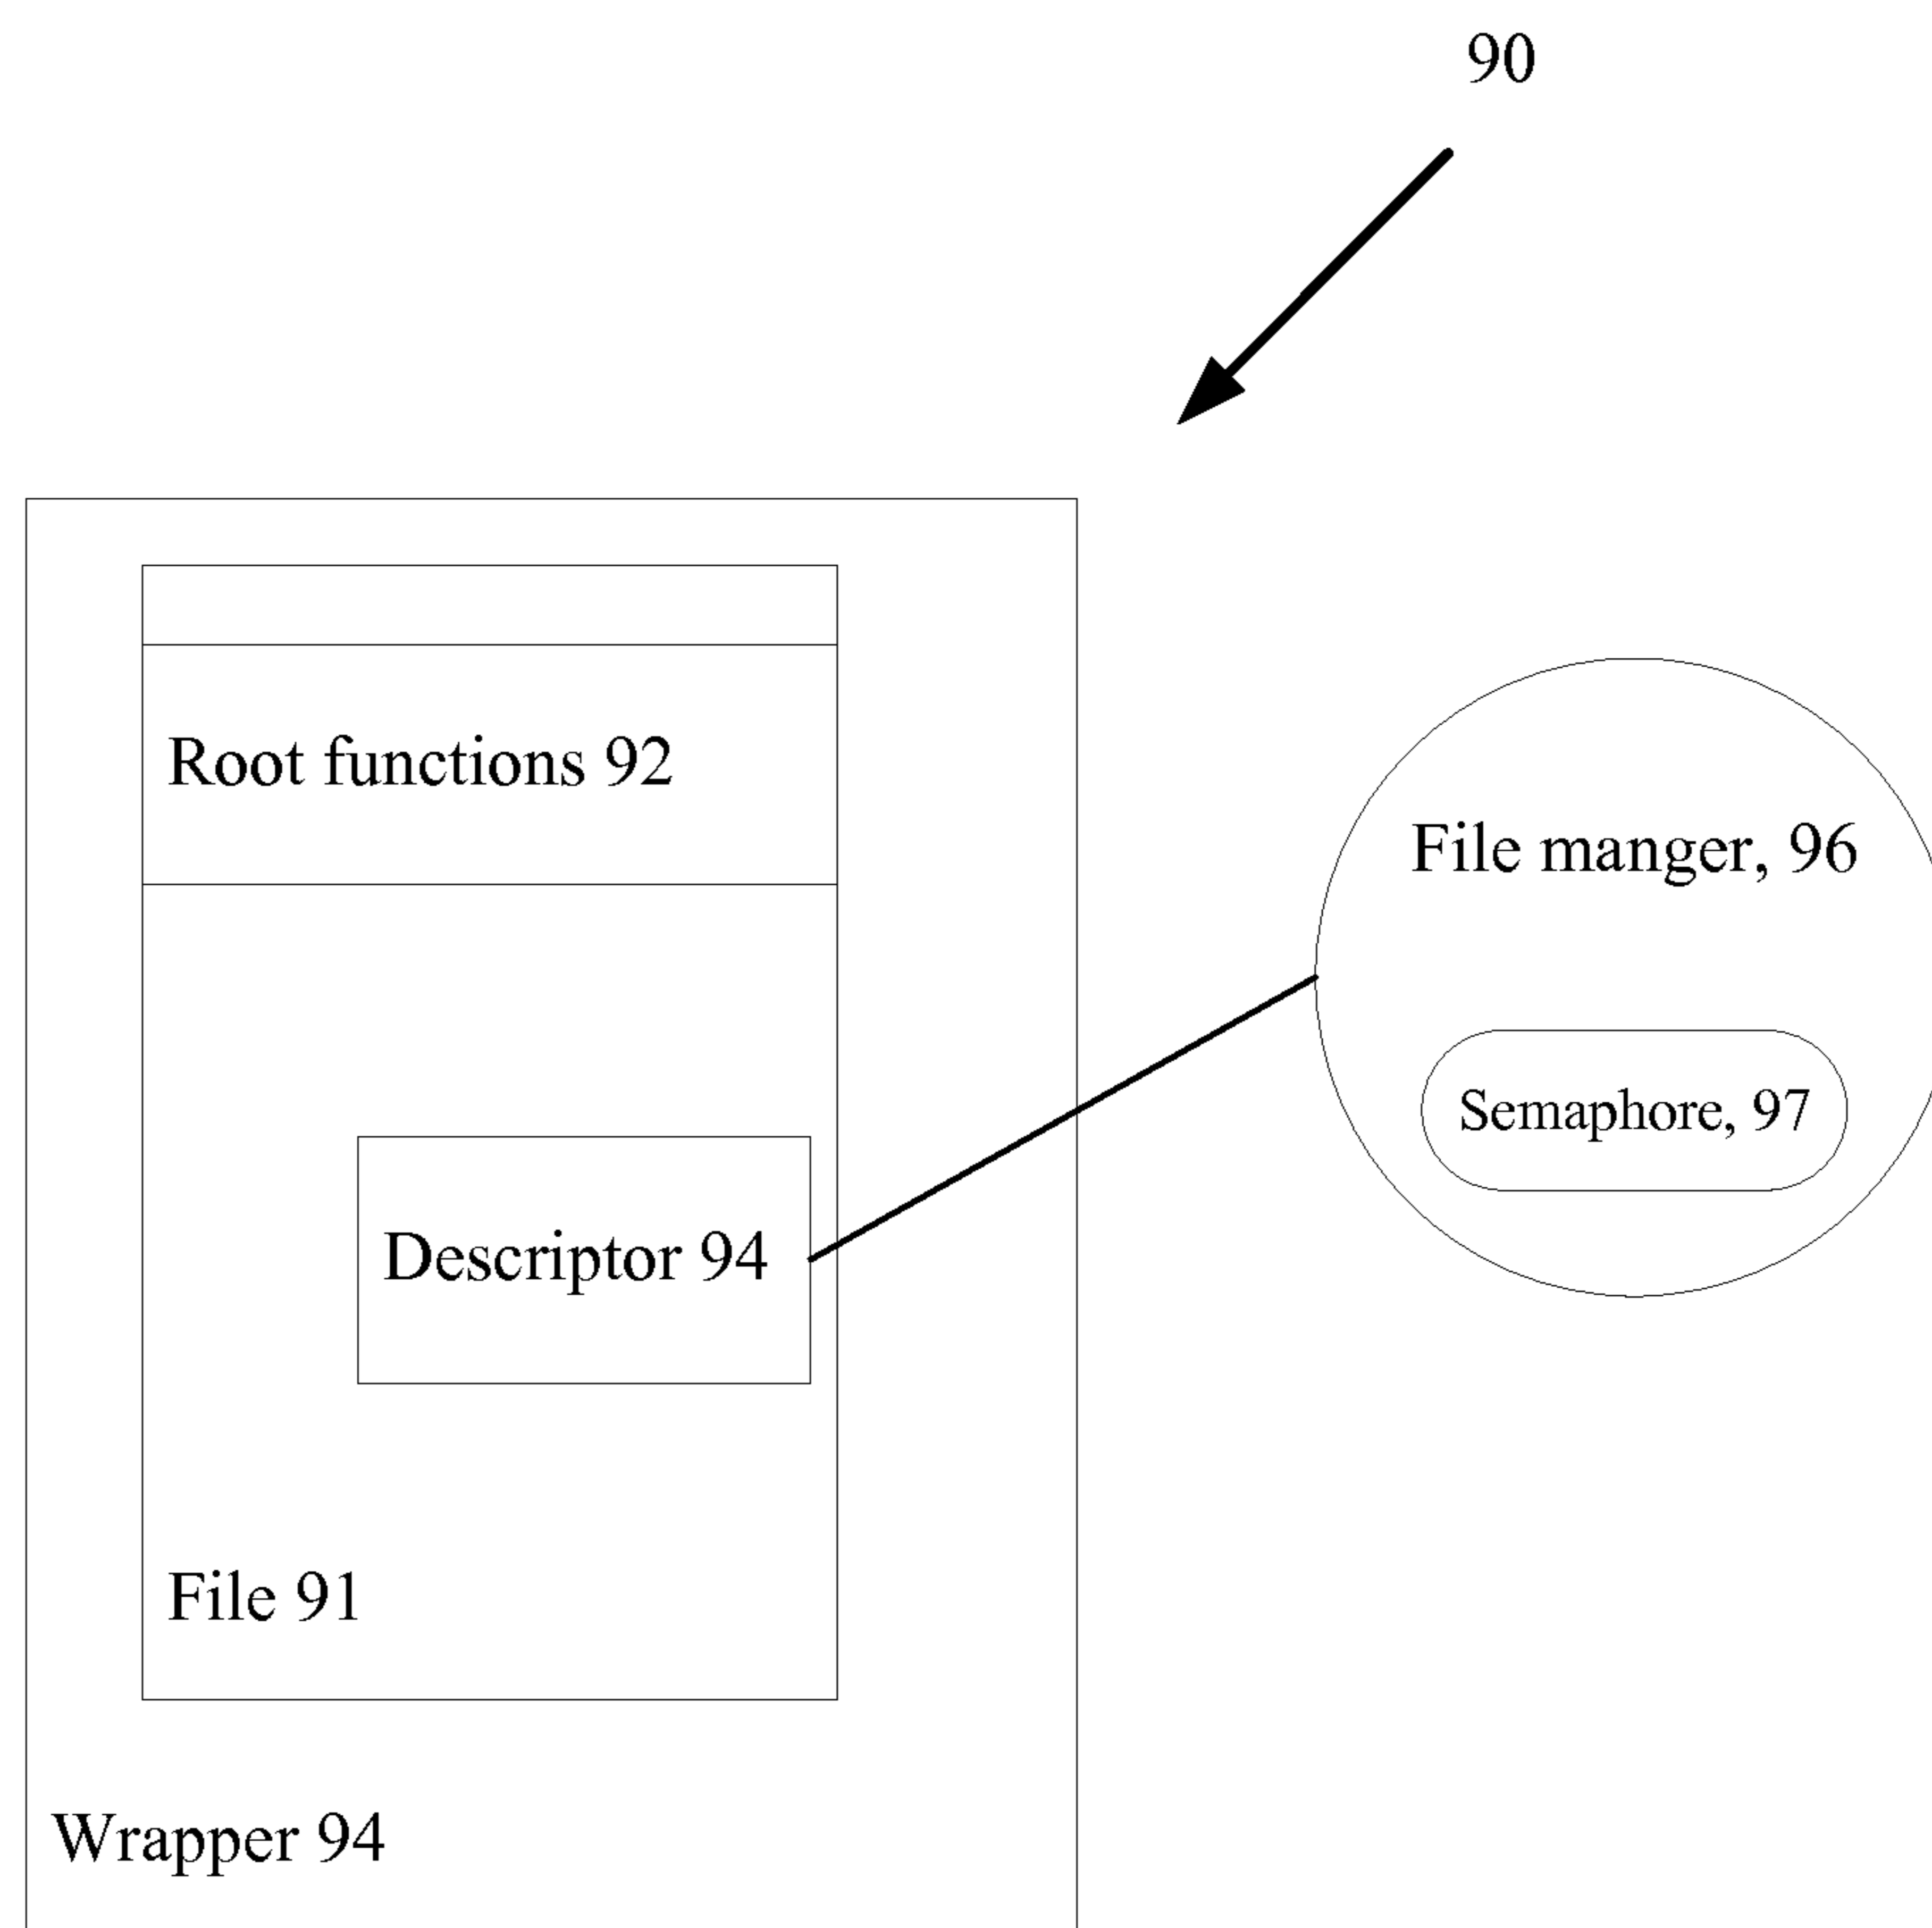 90
Root functions 92
File manger, 96
Semaphore, 97
Descriptor 94
File 91
Wrapper 94